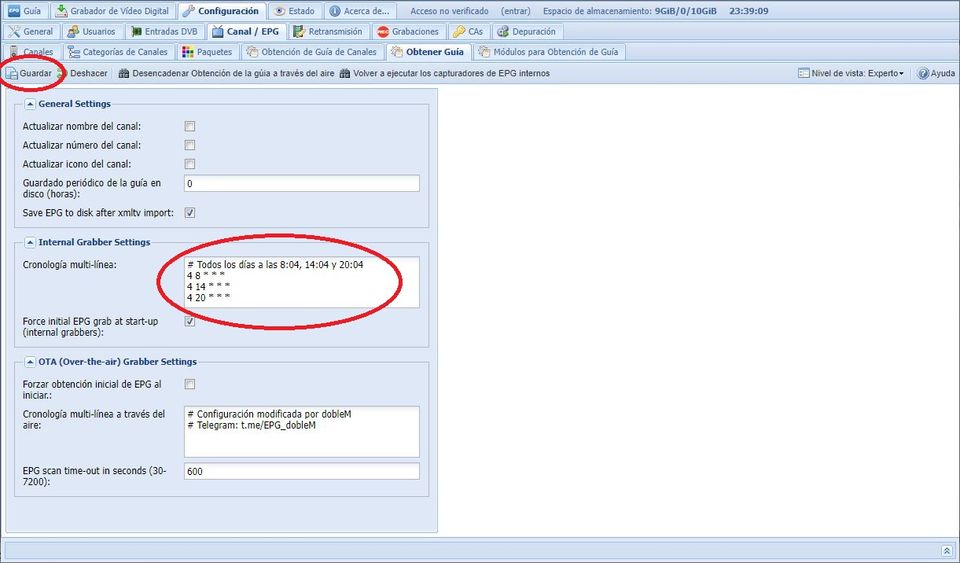 EPG Guía Grabador de Vídeo Digital Configuración Estado Acerca de... Acceso no verificado (entrar) Espacio de almacenamiento: 9GiB/0/10GiB 23:39:09
General Usuarios Entradas DVB Canal / EPG Retransmisión REC Grabaciones CAs Depuración
Canales Categorías de Canales Paquetes Obtención de Guía de Canales Obtener Guía Módulos para Obtención de Guía
Guardar Deshacer Desencadenar Obtención de la gúia a través del aire Volver a ejecutar los capturadores de EPG internos Nivel de vista: Experto Ayuda
General Settings
Actualizar nombre del canal:
Actualizar número del canal:
Actualizar icono del canal:
Guardado periódico de la guía en disco (horas): 0
Save EPG to disk after xmltv import:
Internal Grabber Settings
Cronología multi-línea:
# Todos los días a las 8:04, 14:04 y 20:04
4 8 * * *
4 14 * * *
4 20 * * *
Force initial EPG grab at start-up
(internal grabbers):
OTA (Over-the-air) Grabber Settings
Forzar obtención inicial de EPG al
iniciar.:
Cronología multi-línea a través del
aire:
# Configuración modificada por dobleM
# Telegram: t.me/EPG_dobleM
EPG scan time-out in seconds (30-
7200):
600